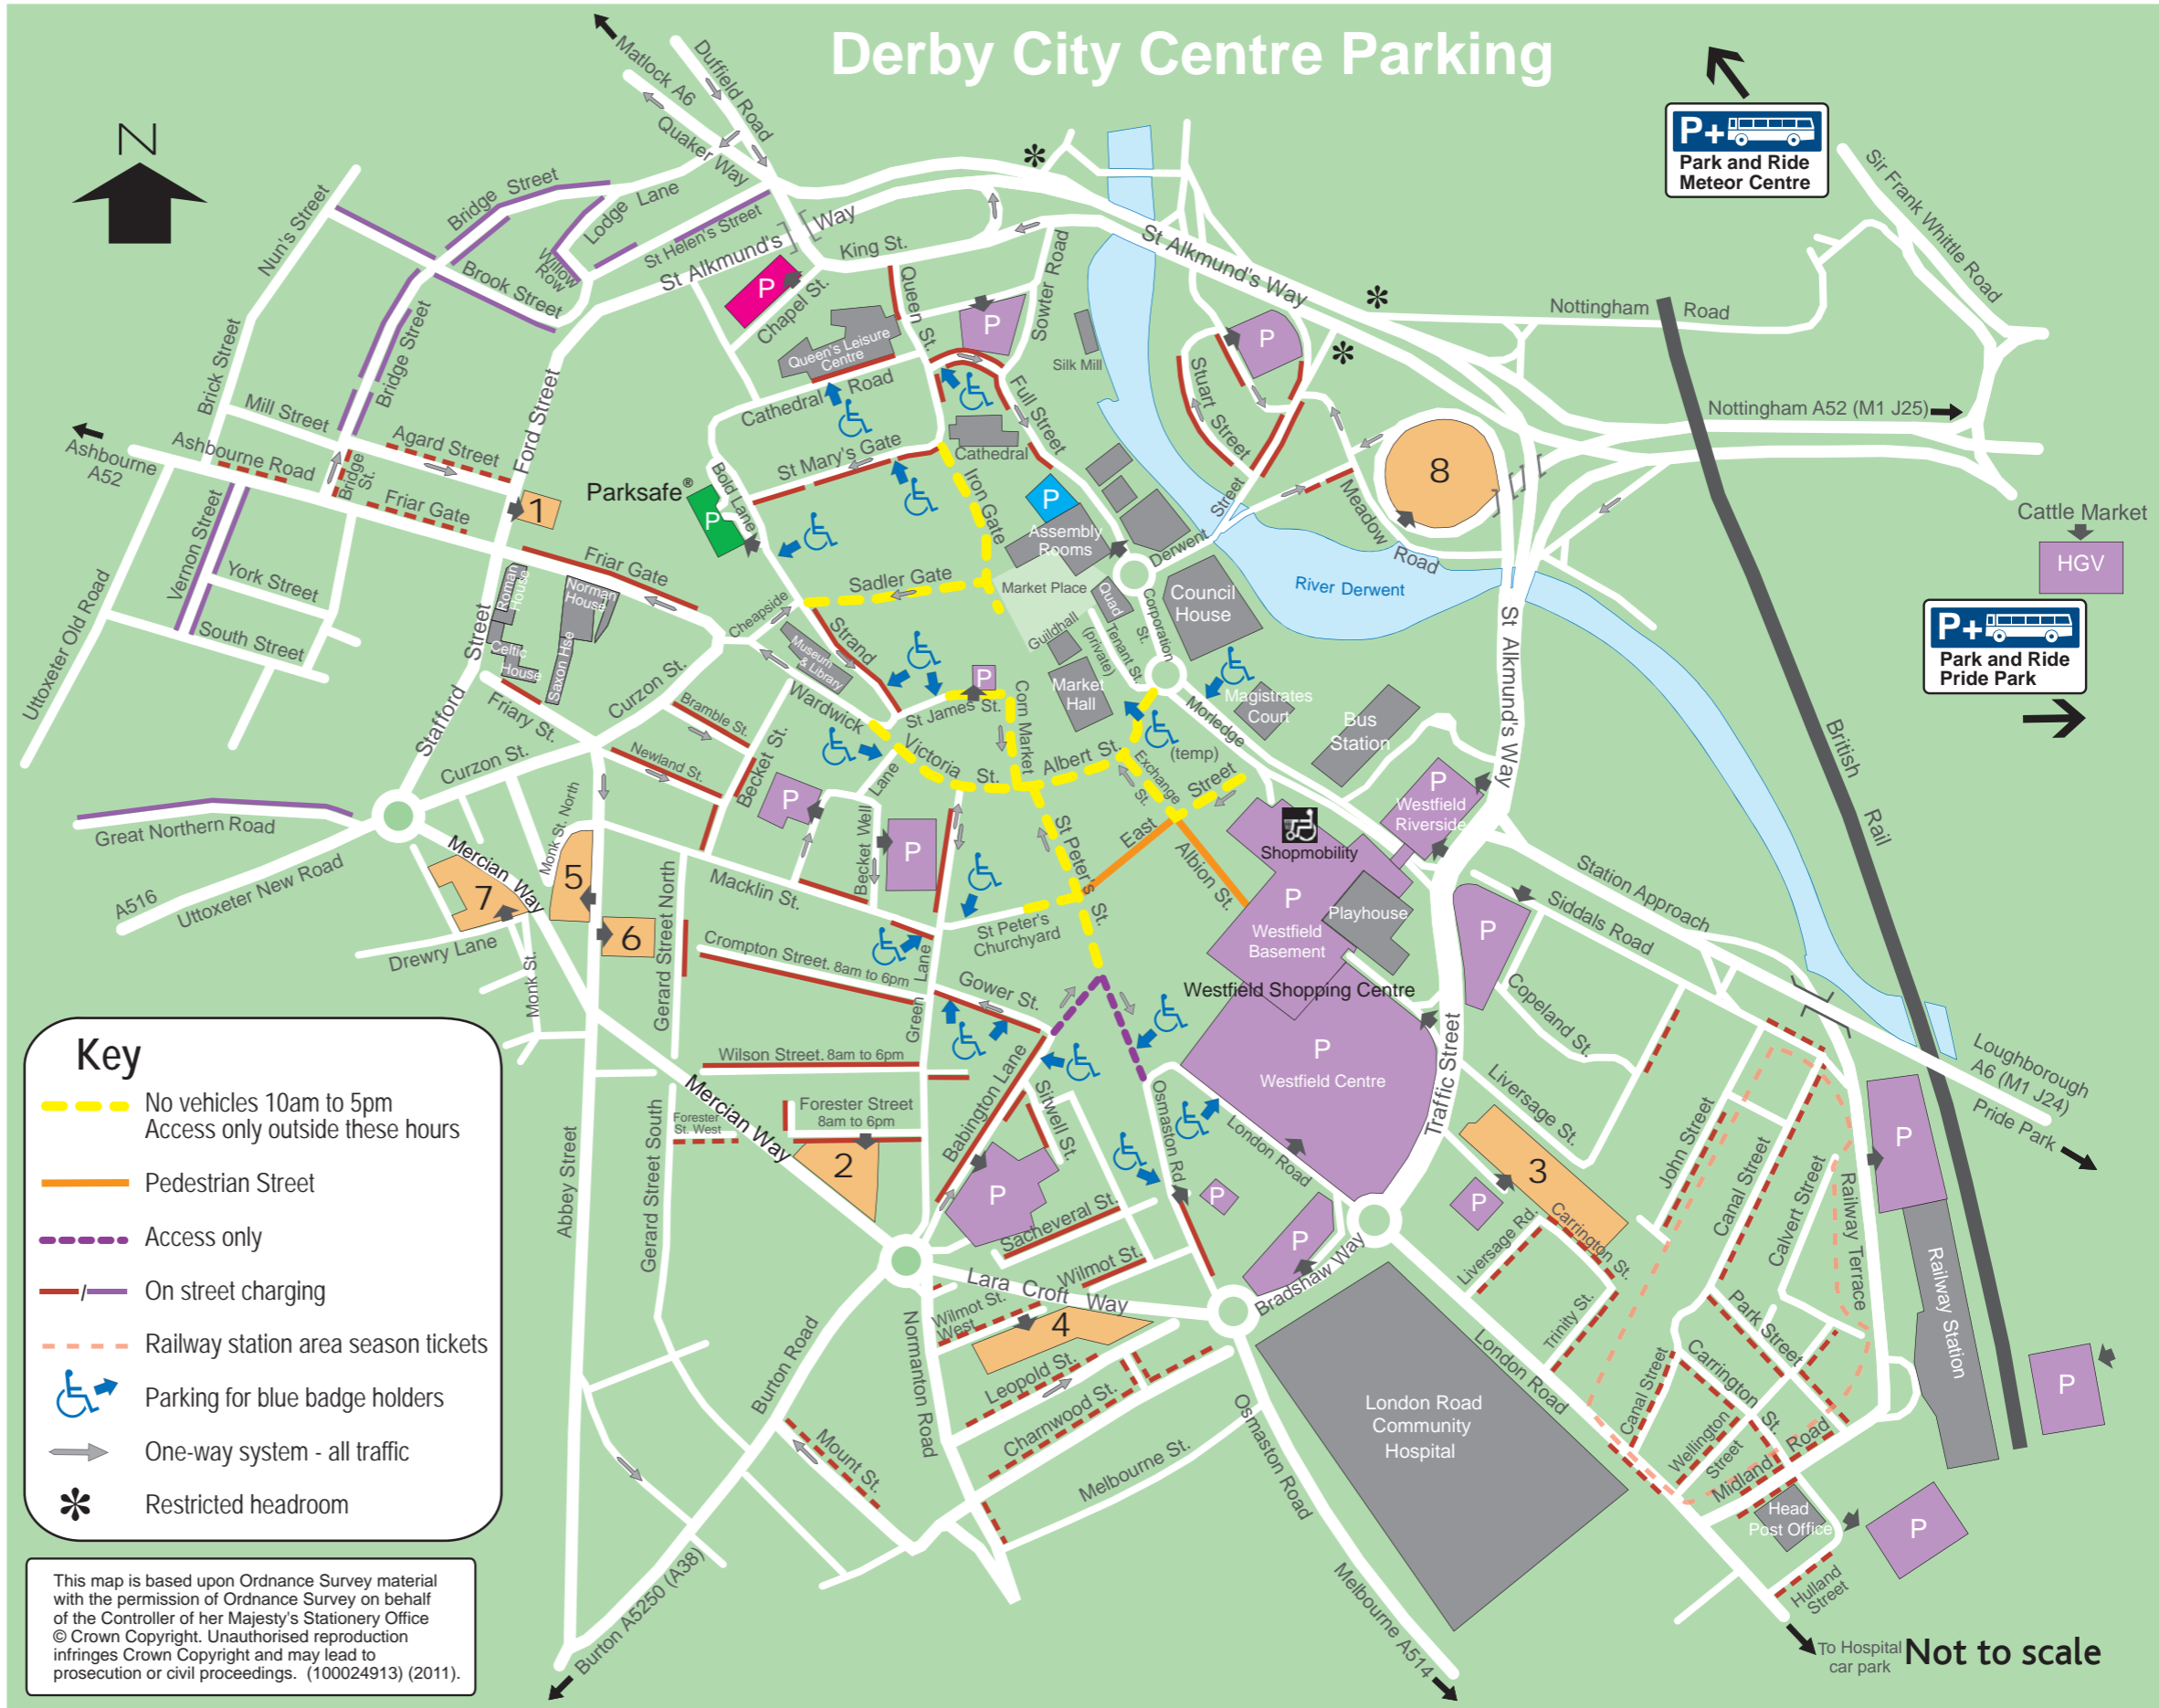 Derby City Centre Parking
N
Matlock A6
Duffield Road
Quaker Way
Bridge Street
Lodge Lane
Willow
Row
St Helen's Street
St Alkmund's Way
King St.
Nun's Street
Brook Street
Brick Street
Bridge Street
Mill Street
Agard Street
Ford Street
Ashbourne
A52
Ashbourne Road
Bridge
St.
Friar Gate
Vernon Street
York Street
South Street
Uttoxeter Old Road
1
P
Chapel St.
Queen's Leisure
Centre
Queen St.
P
Sowter Road
Silk Mill
Cathedral Road
Full Street
St Mary's Gate
Cathedral
Iron Gate
Parksafe®
P
Bold Lane
P
Assembly
Rooms
Market Place
Quad
Guildhall
Tenant St.
(private)
Corporation
St.
Council
House
Derwent Street
Stuart Street
P
St Alkmund's Way
Meadow Road
8
River Derwent
Nottingham Road
Sir Frank Whittle Road
Nottingham A52 (M1 J25)
P+
Park and Ride
Meteor Centre
Cattle Market
HGV
P+
Park and Ride
Pride Park
Friar Gate
Roman
House
Norman
House
Celtic
House
Saxon Hse
Sadler Gate
Cheapside
Strand
Museum
& Library
Wardwick
Curzon St.
Bramble St.
Friary St.
Newland St.
Becket St.
Stafford Street
Curzon St.
St James St.
P
Corn Market
Market
Hall
Victoria St.
Albert St.
Exchange
St.
(temp)
Magistrates
Court
Morledge
Bus
Station
St Alkmund's Way
P
Westfield
Riverside
Shopmobility
East Street
Albion St.
St Peter's St.
P
Playhouse
Westfield
Basement
Westfield Shopping Centre
P
Westfield Centre
P
Traffic Street
Station Approach
Siddals Road
Copeland St.
Liversage St.
British Rail
Loughborough
A6 (M1 J24)
Pride Park
Great Northern Road
A516
Uttoxeter New Road
Mercian Way
Monk St. North
5
7
6
Drewry Lane
Monk St.
Macklin St.
Becket Well Lane
P
P
Gerard Street North
Crompton Street. 8am to 6pm
Green Lane
St Peter's
Churchyard
Gower St.
Wilson Street. 8am to 6pm
Mercian Way
Forester
St. West
Forester Street
8am to 6pm
2
Abbey Street
Gerard Street South
Babington Lane
Sitwell St.
P
Sacheveral St.
Wilmot St.
Osmaston Rd
London Road
P
P
Bradshaw Way
Lara Croft Way
Wilmot St.
West
4
Leopold St.
Charnwood St.
Melbourne St.
Normanton Road
Burton Road
Mount St.
Burton A5250 (A38)
Osmaston Road
Melbourne A514
London Road
Community
Hospital
3
P
Carrington St.
Liversage Rd.
Trinity St.
London Road
John Street
Canal Street
Calvert Street
Railway Terrace
P
Railway Station
P
Park Street
Canal Street
Carrington St.
Wellington
Street
Midland Road
Head
Post Office
P
Hulland
Street
To Hospital
car park
Not to scale
Key
No vehicles 10am to 5pm
Access only outside these hours
Pedestrian Street
Access only
On street charging
Railway station area season tickets
Parking for blue badge holders
One-way system - all traffic
Restricted headroom
This map is based upon Ordnance Survey material
with the permission of Ordnance Survey on behalf
of the Controller of her Majesty's Stationery Office
© Crown Copyright. Unauthorised reproduction
infringes Crown Copyright and may lead to
prosecution or civil proceedings. (100024913) (2011).